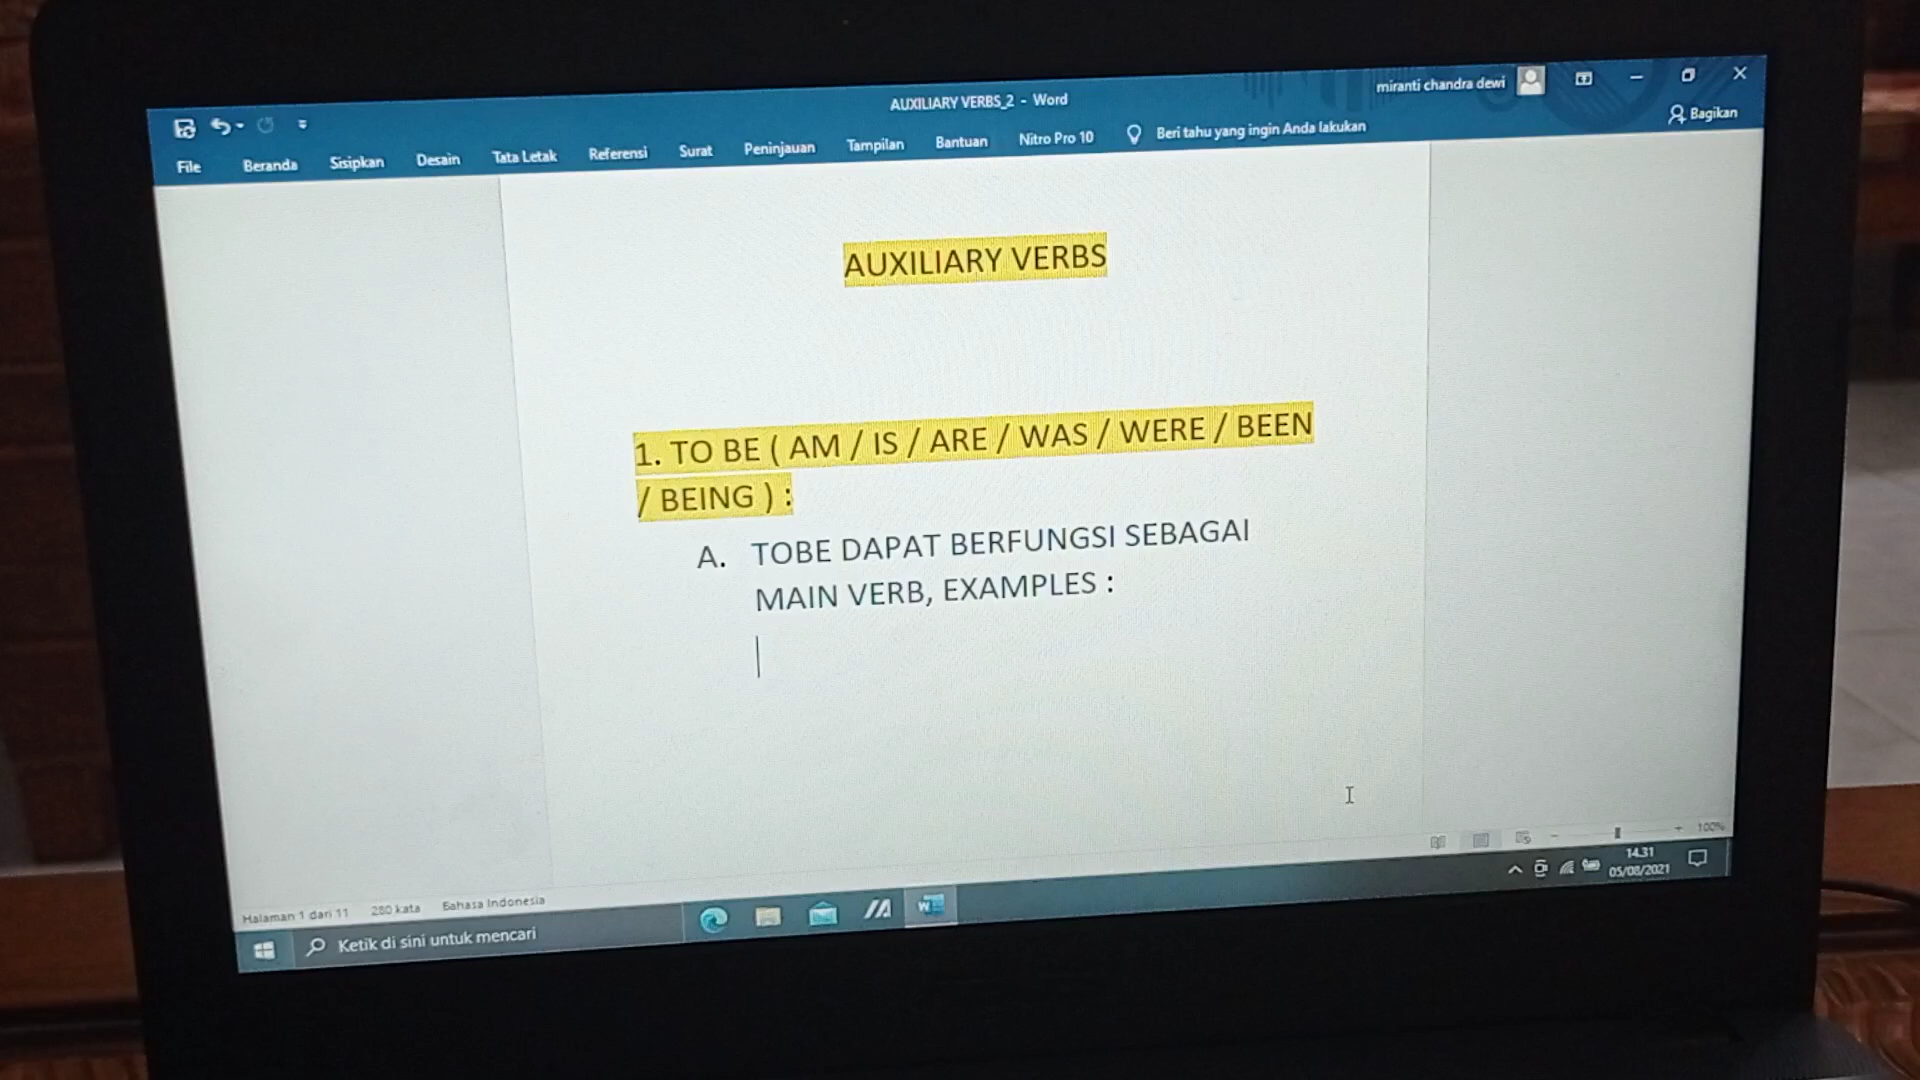 AUXILIARY VERBS_2 - Word
miranti chandra dewi
File Beranda Sisipkan Desain Tata Letak Referensi Surat Peninjauan Tampilan Bantuan Nitro Pro 10 Beri tahu yang ingin Anda lakukan Bagikan
AUXILIARY VERBS
1. TO BE ( AM / IS / ARE / WAS / WERE / BEEN
/ BEING ) :
A. TOBE DAPAT BERFUNGSI SEBAGAI
MAIN VERB, EXAMPLES :
100%
Halaman 1 dari 11 280 kata Bahasa Indonesia
Ketik di sini untuk mencari
14.31
05/08/2021